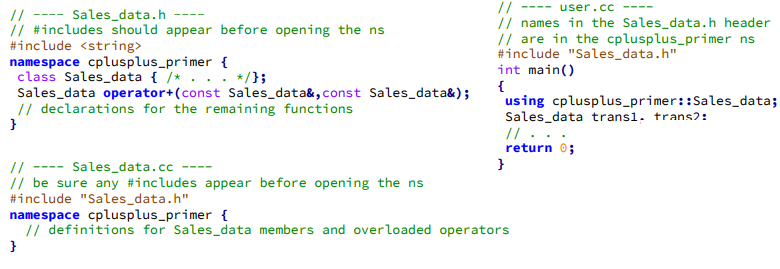 // ---- Sales_data.h ----
// #includes should appear before opening the ns
#include <string>
namespace cplusplus_primer {
class Sales_data { /* . . . */};
Sales_data operator+(const Sales_data&,const Sales_data&);
// declarations for the remaining functions
}
// ---- Sales_data.cc ----
// be sure any #includes appear before opening the ns
#include "Sales_data.h"
namespace cplusplus_primer {
// definitions for Sales_data members and overloaded operators
}
// ---- user.cc ----
// names in the Sales_data.h header
// are in the cplusplus_primer ns
#include "Sales_data.h"
int main()
{
using cplusplus_primer::Sales_data;
Sales_data trans1, trans2;
// . . .
return 0;
}